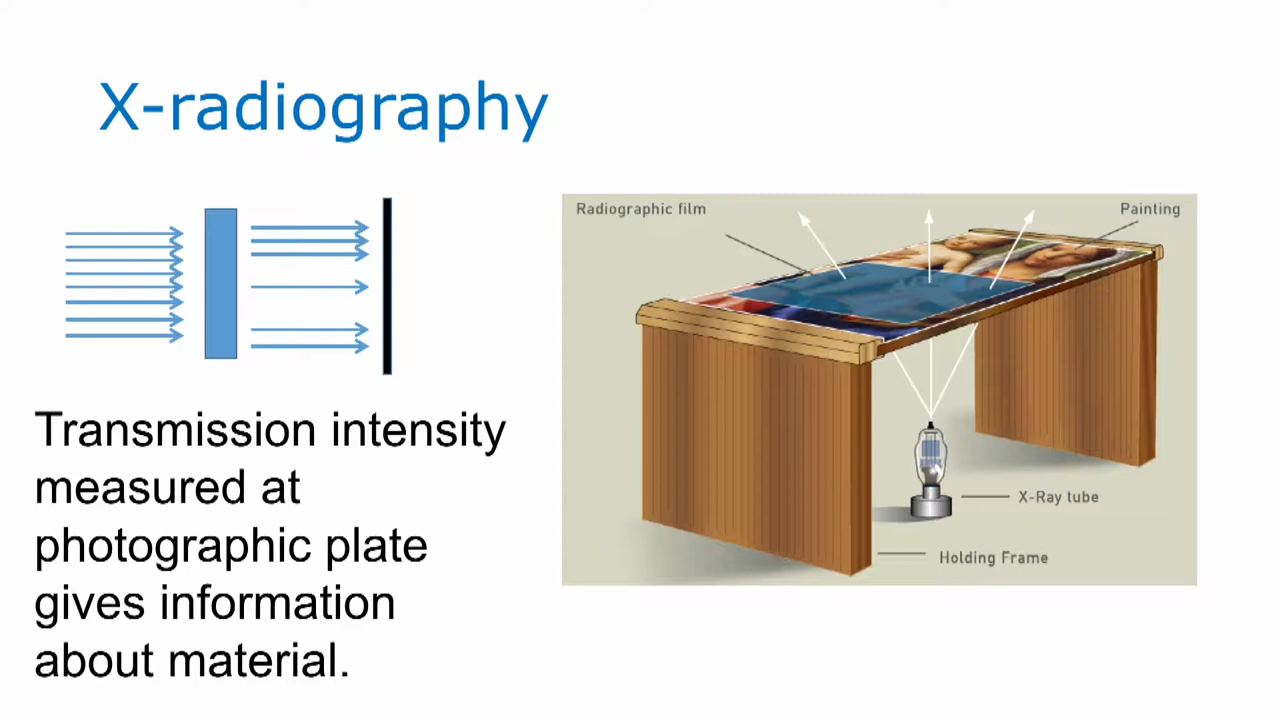 X-radiography
Radiographic film
Painting
X-Ray tube
Holding Frame
Transmission intensity
measured at
photographic plate
gives information
about material.